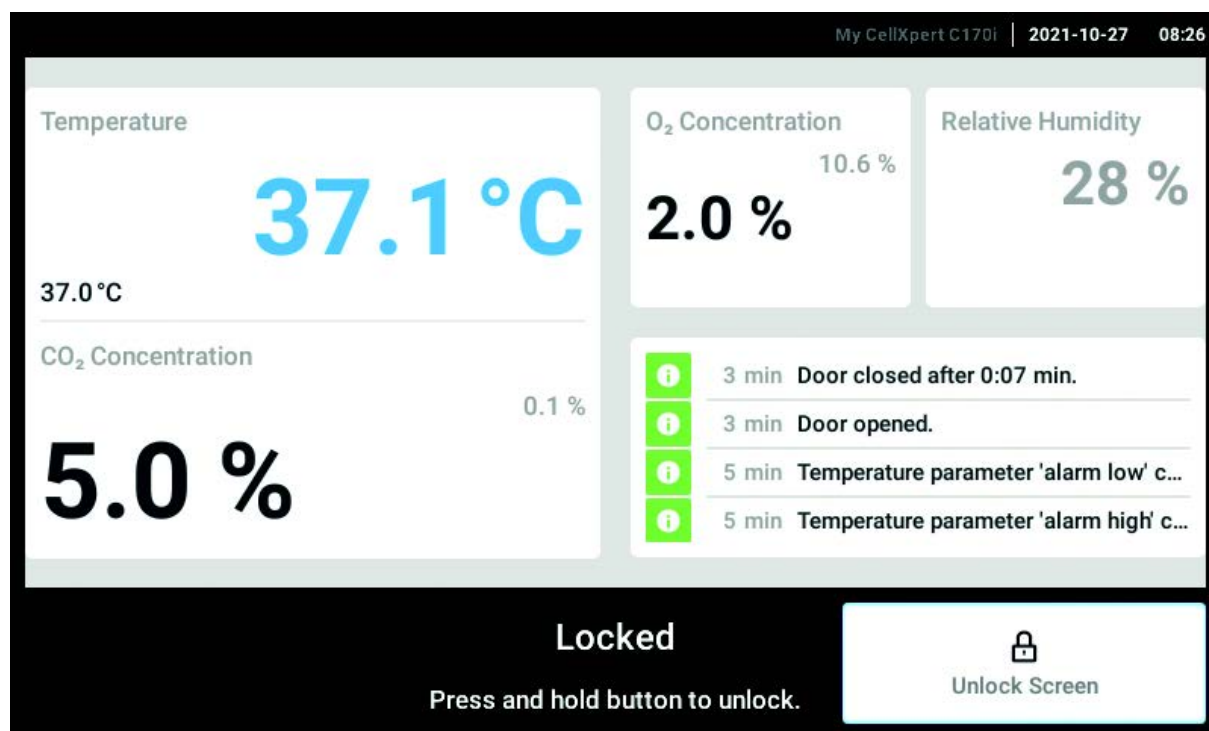 My CellXpert C170i | 2021-10-27 08:26
Temperature
37.1 °C
37.0 °C
CO₂ Concentration
0.1 %
5.0 %
O₂ Concentration
10.6 %
2.0 %
Relative Humidity
28 %
3 min Door closed after 0:07 min.
3 min Door opened.
5 min Temperature parameter 'alarm low' c...
5 min Temperature parameter 'alarm high' c...
Locked
Press and hold button to unlock.
Unlock Screen